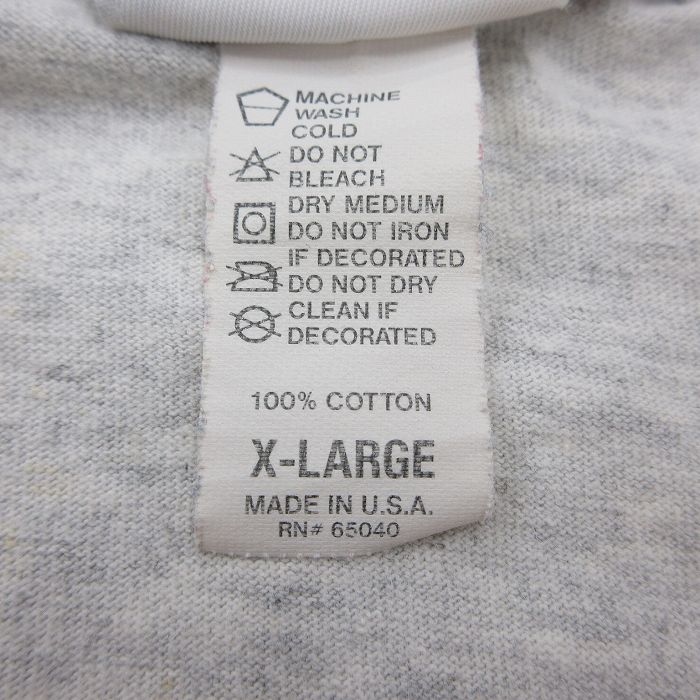 MACHINE
WASH
COLD
DO NOT
BLEACH
DRY MEDIUM
DO NOT IRON
IF DECORATED
DO NOT DRY
CLEAN IF
DECORATED
100% COTTON
X-LARGE
MADE IN U.S.A.
RN# 65040